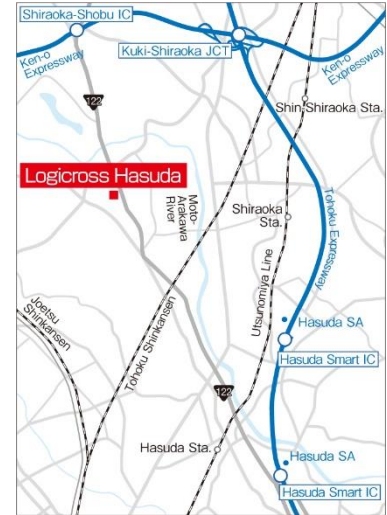 Shiraoka-Shobu IC
Kuki-Shiraoka JCT
Ken-o
Expressway
Ken-o
Expressway
122
Shin-Shiraoka Sta.
Logicross Hasuda
Moto-
Arakawa
River
Shiraoka
Sta.
Tohoku Expressway
Utsunomiya Line
Tohoku Shinkansen
Joetsu
Shinkansen
Hasuda SA
Hasuda Smart IC
122
Hasuda Sta.
Hasuda SA
Hasuda Smart IC